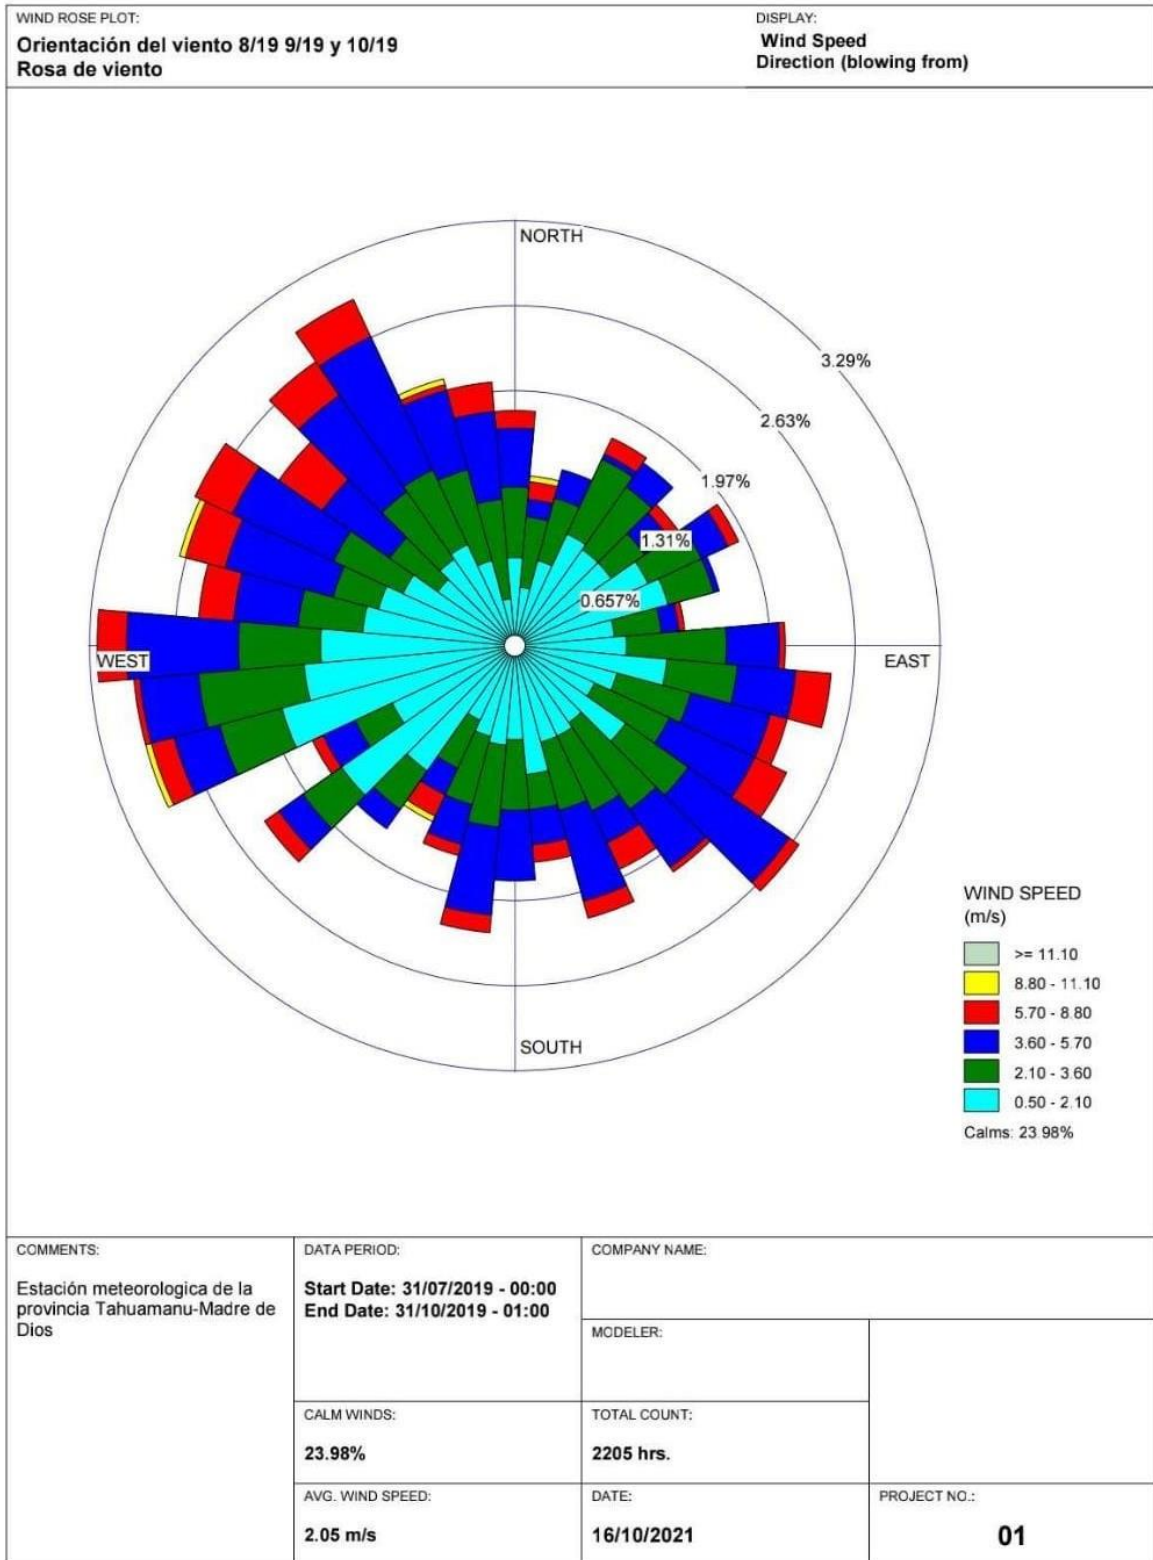 WIND ROSE PLOT:
Orientación del viento 8/19 9/19 y 10/19
Rosa de viento
DISPLAY:
Wind Speed
Direction (blowing from)
NORTH
3.29%
2.63%
1.97%
1.31%
0.657%
WEST
EAST
SOUTH
WIND SPEED
(m/s)
>= 11.10
8.80 - 11.10
5.70 - 8.80
3.60 - 5.70
2.10 - 3.60
0.50 - 2.10
Calms: 23.98%
COMMENTS:
Estación meteorologica de la
provincia Tahuamanu-Madre de
Dios
DATA PERIOD:
Start Date: 31/07/2019 - 00:00
End Date: 31/10/2019 - 01:00
COMPANY NAME:
MODELER:
CALM WINDS:
23.98%
TOTAL COUNT:
2205 hrs.
AVG. WIND SPEED:
2.05 m/s
DATE:
16/10/2021
PROJECT NO.:
01